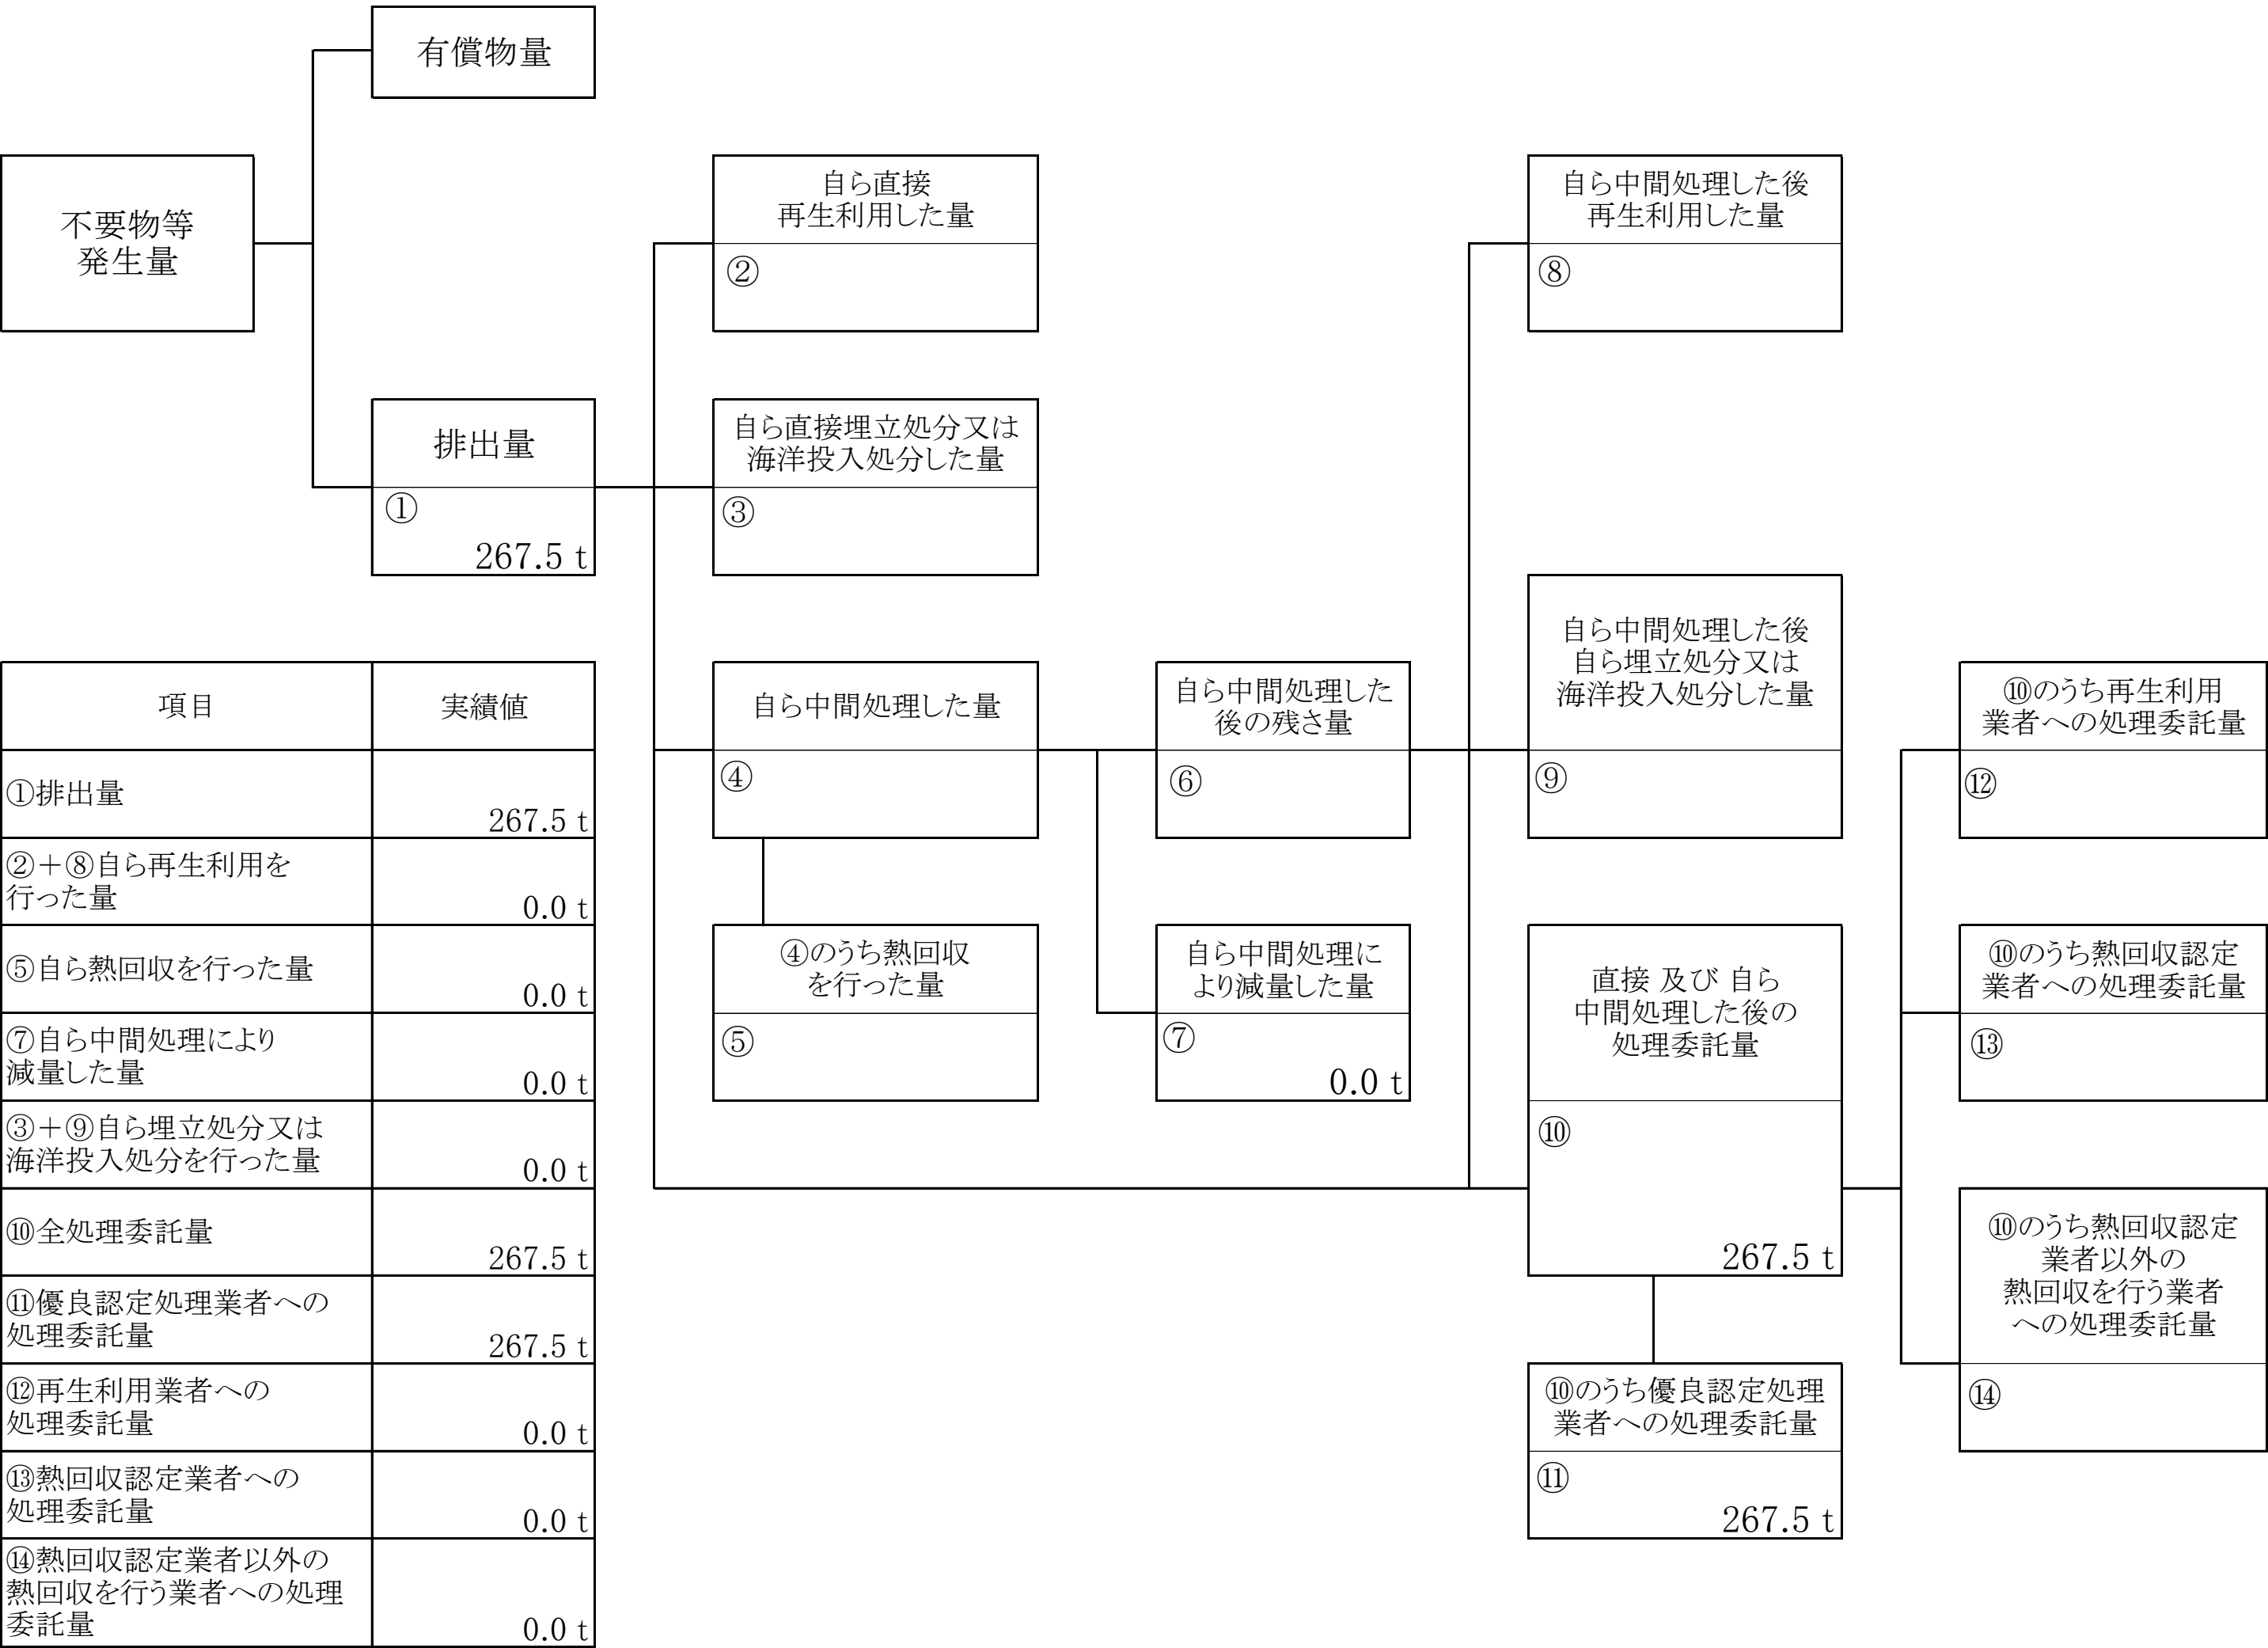 有償物量
不要物等
発生量
自ら直接
再生利用した量
②
自ら中間処理した後
再生利用した量
⑧
排出量
①
267.5 t
自ら直接埋立処分又は
海洋投入処分した量
③
自ら中間処理した量
④
自ら中間処理した
後の残さ量
⑥
自ら中間処理した後
自ら埋立処分又は
海洋投入処分した量
⑨
⑩のうち再生利用
業者への処理委託量
⑫
④のうち熱回収
を行った量
⑤
自ら中間処理に
より減量した量
⑦
0.0 t
直接 及び 自ら
中間処理した後の
処理委託量
⑩
267.5 t
⑩のうち熱回収認定
業者への処理委託量
⑬
⑩のうち熱回収認定
業者以外の
熱回収を行う業者
への処理委託量
⑭
⑩のうち優良認定処理
業者への処理委託量
⑪
267.5 t
項目 実績値
①排出量
267.5 t
②＋⑧自ら再生利用を
行った量
0.0 t
⑤自ら熱回収を行った量
0.0 t
⑦自ら中間処理により
減量した量
0.0 t
③＋⑨自ら埋立処分又は
海洋投入処分を行った量
0.0 t
⑩全処理委託量
267.5 t
⑪優良認定処理業者への
処理委託量
267.5 t
⑫再生利用業者への
処理委託量
0.0 t
⑬熱回収認定業者への
処理委託量
0.0 t
⑭熱回収認定業者以外の
熱回収を行う業者への処理
委託量
0.0 t